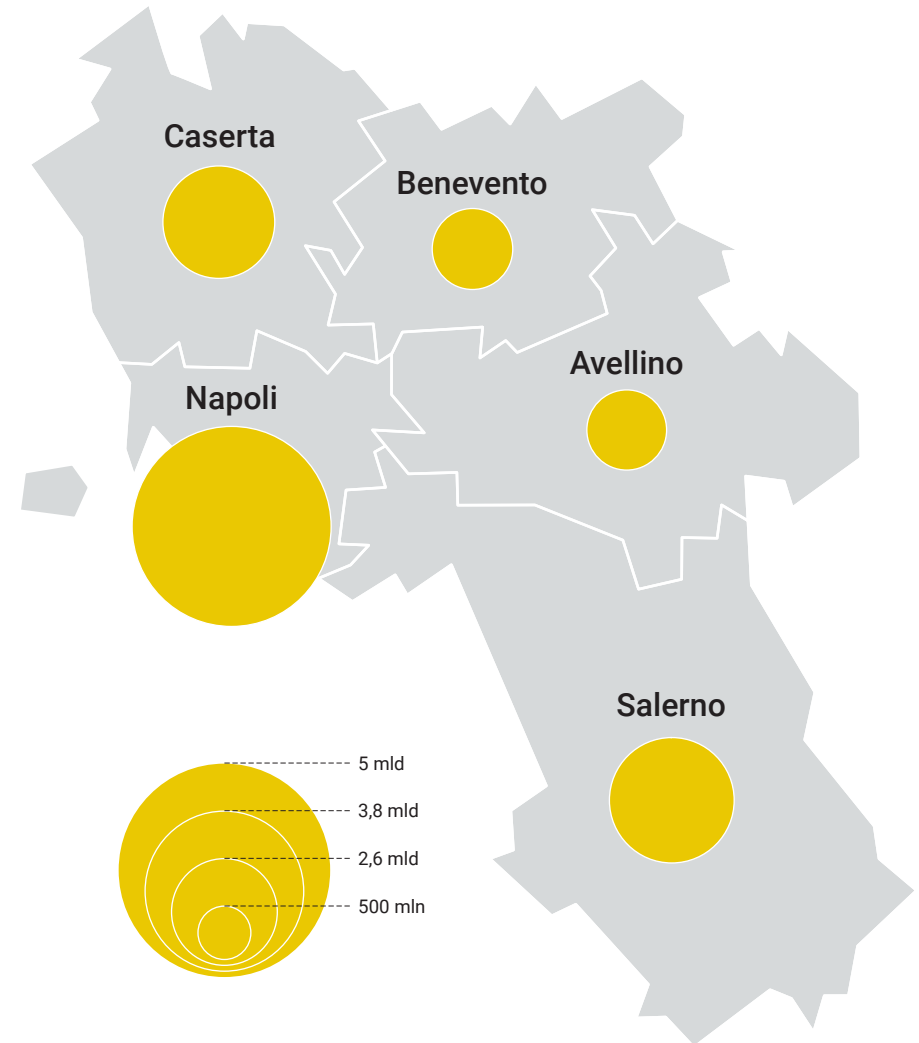 Caserta
Benevento
Avellino
Napoli
Salerno
5 mld
3,8 mld
2,6 mld
500 mln